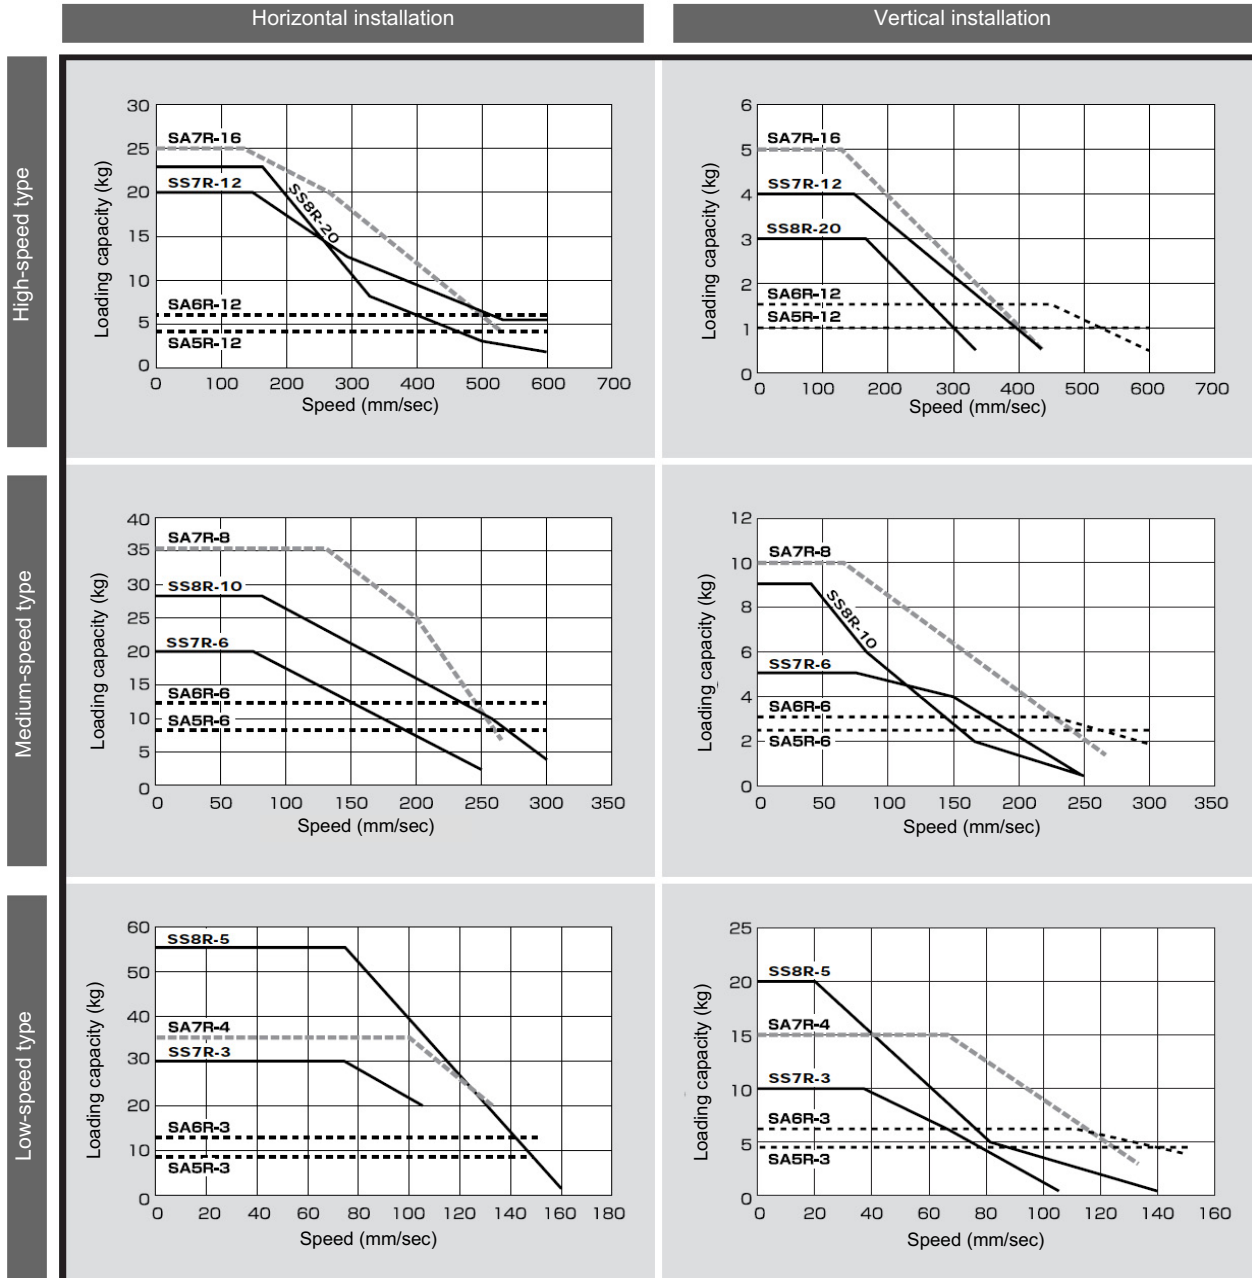 Horizontal installation
Vertical installation
High-speed type
Loading capacity (kg)
30
25
20
15
10
5
0
SA7R-16
SS7R-12
SS8R-20
SA6R-12
SA5R-12
0 100 200 300 400 500 600 700
Speed (mm/sec)
Loading capacity (kg)
6
5
4
3
2
1
0
SA7R-16
SS7R-12
SS8R-20
SA6R-12
SA5R-12
0 100 200 300 400 500 600 700
Speed (mm/sec)
Medium-speed type
Loading capacity (kg)
40
35
30
25
20
15
10
5
0
SA7R-8
SS8R-10
SS7R-6
SA6R-6
SA5R-6
0 50 100 150 200 250 300 350
Speed (mm/sec)
Loading capacity (kg)
12
10
8
6
4
2
0
SA7R-8
SS8R-10
SS7R-6
SA6R-6
SA5R-6
0 50 100 150 200 250 300 350
Speed (mm/sec)
Low-speed type
Loading capacity (kg)
60
50
40
30
20
10
0
SS8R-5
SA7R-4
SS7R-3
SA6R-3
SA5R-3
0 20 40 60 80 100 120 140 160 180
Speed (mm/sec)
Loading capacity (kg)
25
20
15
10
5
0
SS8R-5
SA7R-4
SS7R-3
SA6R-3
SA5R-3
0 20 40 60 80 100 120 140 160
Speed (mm/sec)